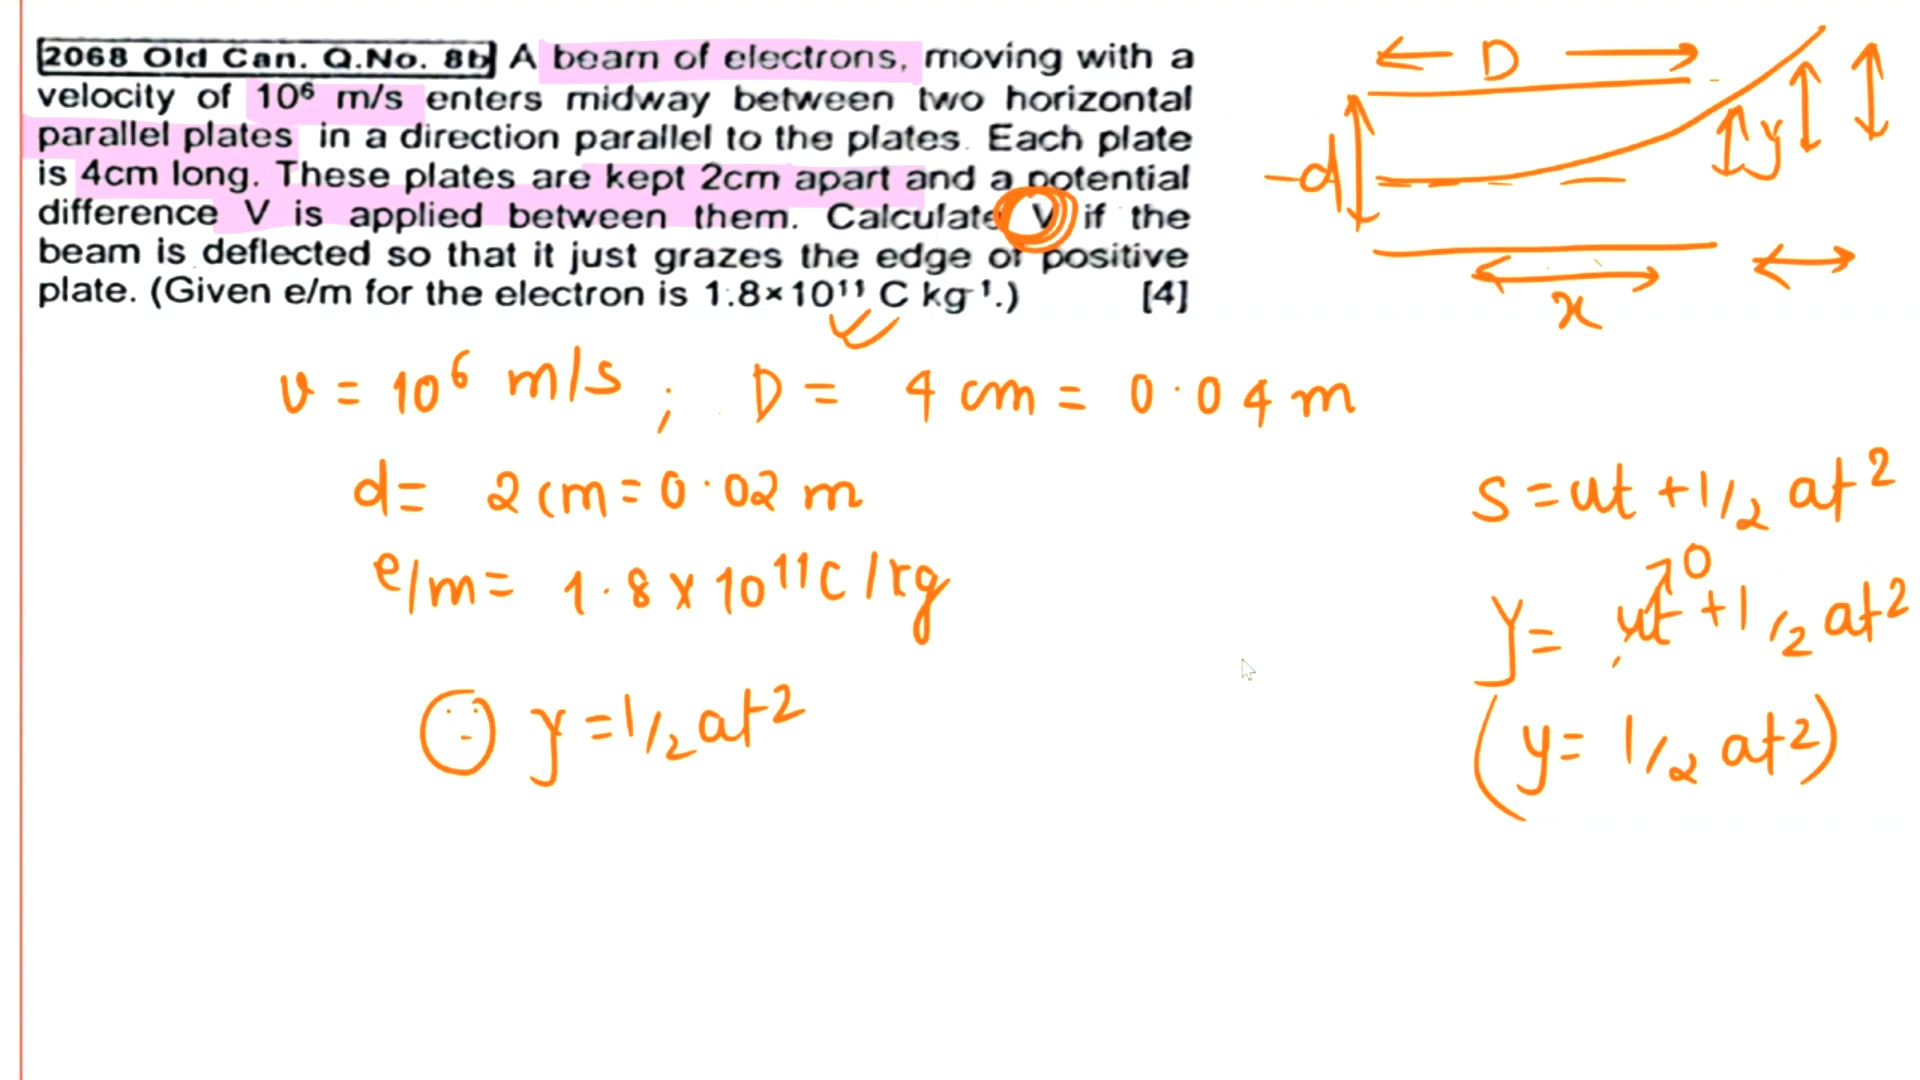 2068 Old Can. Q.No. 8b A beam of electrons, moving with a
velocity of 10⁶ m/s enters midway between two horizontal
parallel plates in a direction parallel to the plates. Each plate
is 4cm long. These plates are kept 2cm apart and a potential
difference V is applied between them. Calculate V if the
beam is deflected so that it just grazes the edge of positive
plate. (Given e/m for the electron is 1.8×10¹¹ C kg⁻¹.) [4]
D
d
y
x
v = 10⁶ m/s ; D = 4 cm = 0.04 m
d = 2 cm = 0.02 m
e/m = 1.8 x 10¹¹ C/kg
y = 1/2 at²
s = ut + 1/2 at²
y = ut + 1/2 at²
0
(y = 1/2 at²)